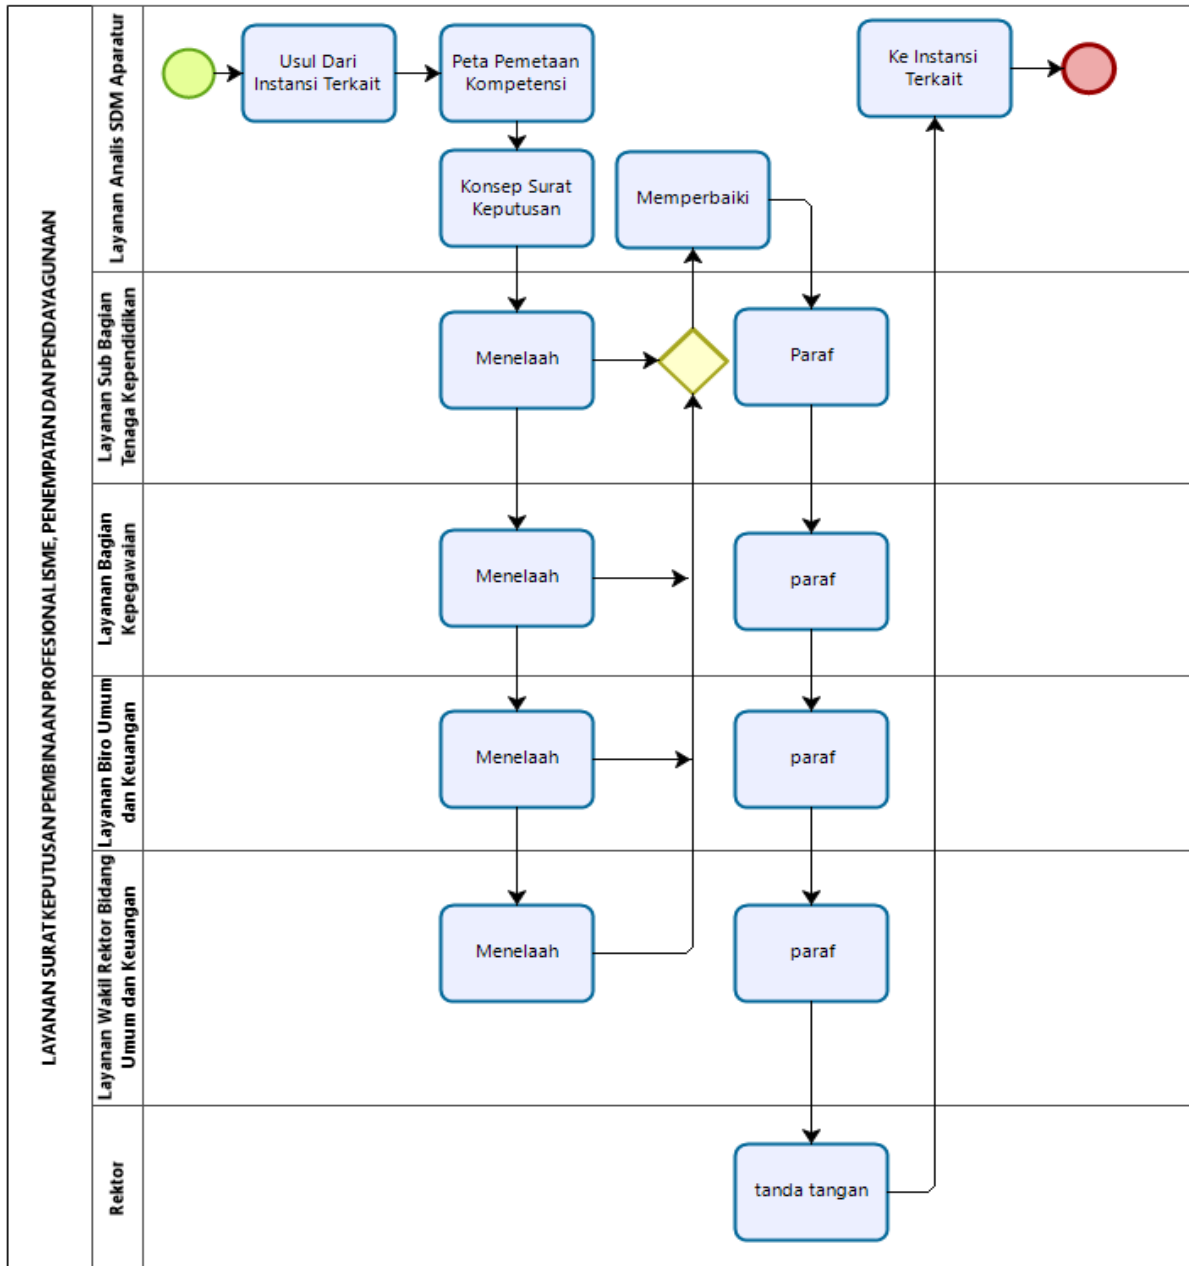 LAYANAN SURAT KEPUTUSAN PEMBINAAN PROFESIONALISME, PENEMPATAN DAN PENDAYAGUNAAN
Layanan Analis SDM Aparatur
Usul Dari
Instansi Terkait
Peta Pemetaan
Kompetensi
Ke Instansi
Terkait
Konsep Surat
Keputusan
Memperbaiki
Layanan Sub Bagian
Tenaga Kependidikan
Menelaah
Paraf
Layanan Bagian
Kepegawaian
Menelaah
paraf
Layanan Biro Umum
dan Keuangan
Menelaah
paraf
Layanan Wakil Rektor Bidang
Umum dan Keuangan
Menelaah
paraf
Rektor
tanda tangan